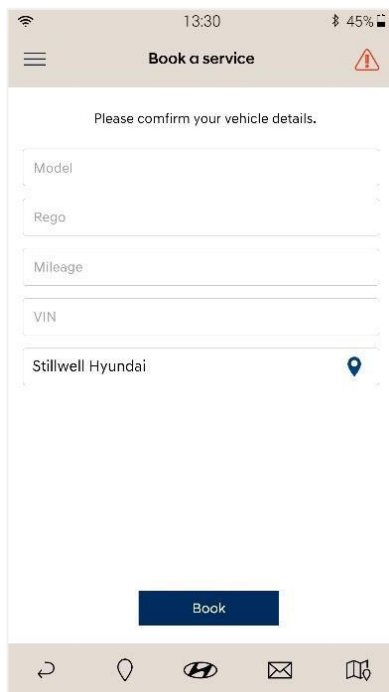 13:30
45%
Book a service
Please comfirm your vehicle details.
Model
Rego
Mileage
VIN
Stillwell Hyundai
Book